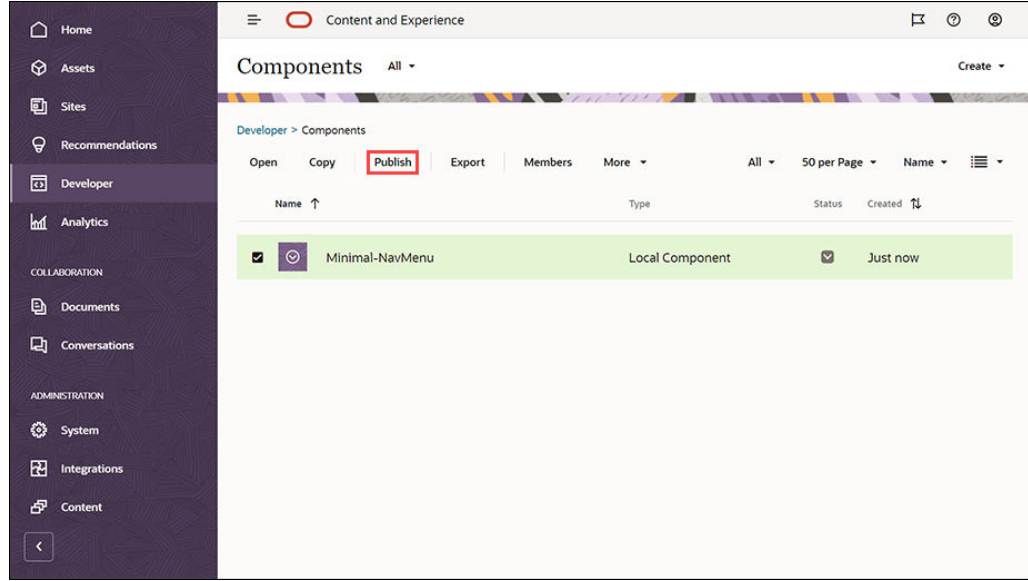 Home
Assets
Sites
Recommendations
Developer
Analytics
COLLABORATION
Documents
Conversations
ADMINISTRATION
System
Integrations
Content
Content and Experience
Components All Create
Developer > Components
Open Copy Publish Export Members More All 50 per Page Name
Name Type Status Created
Minimal-NavMenu Local Component Just now